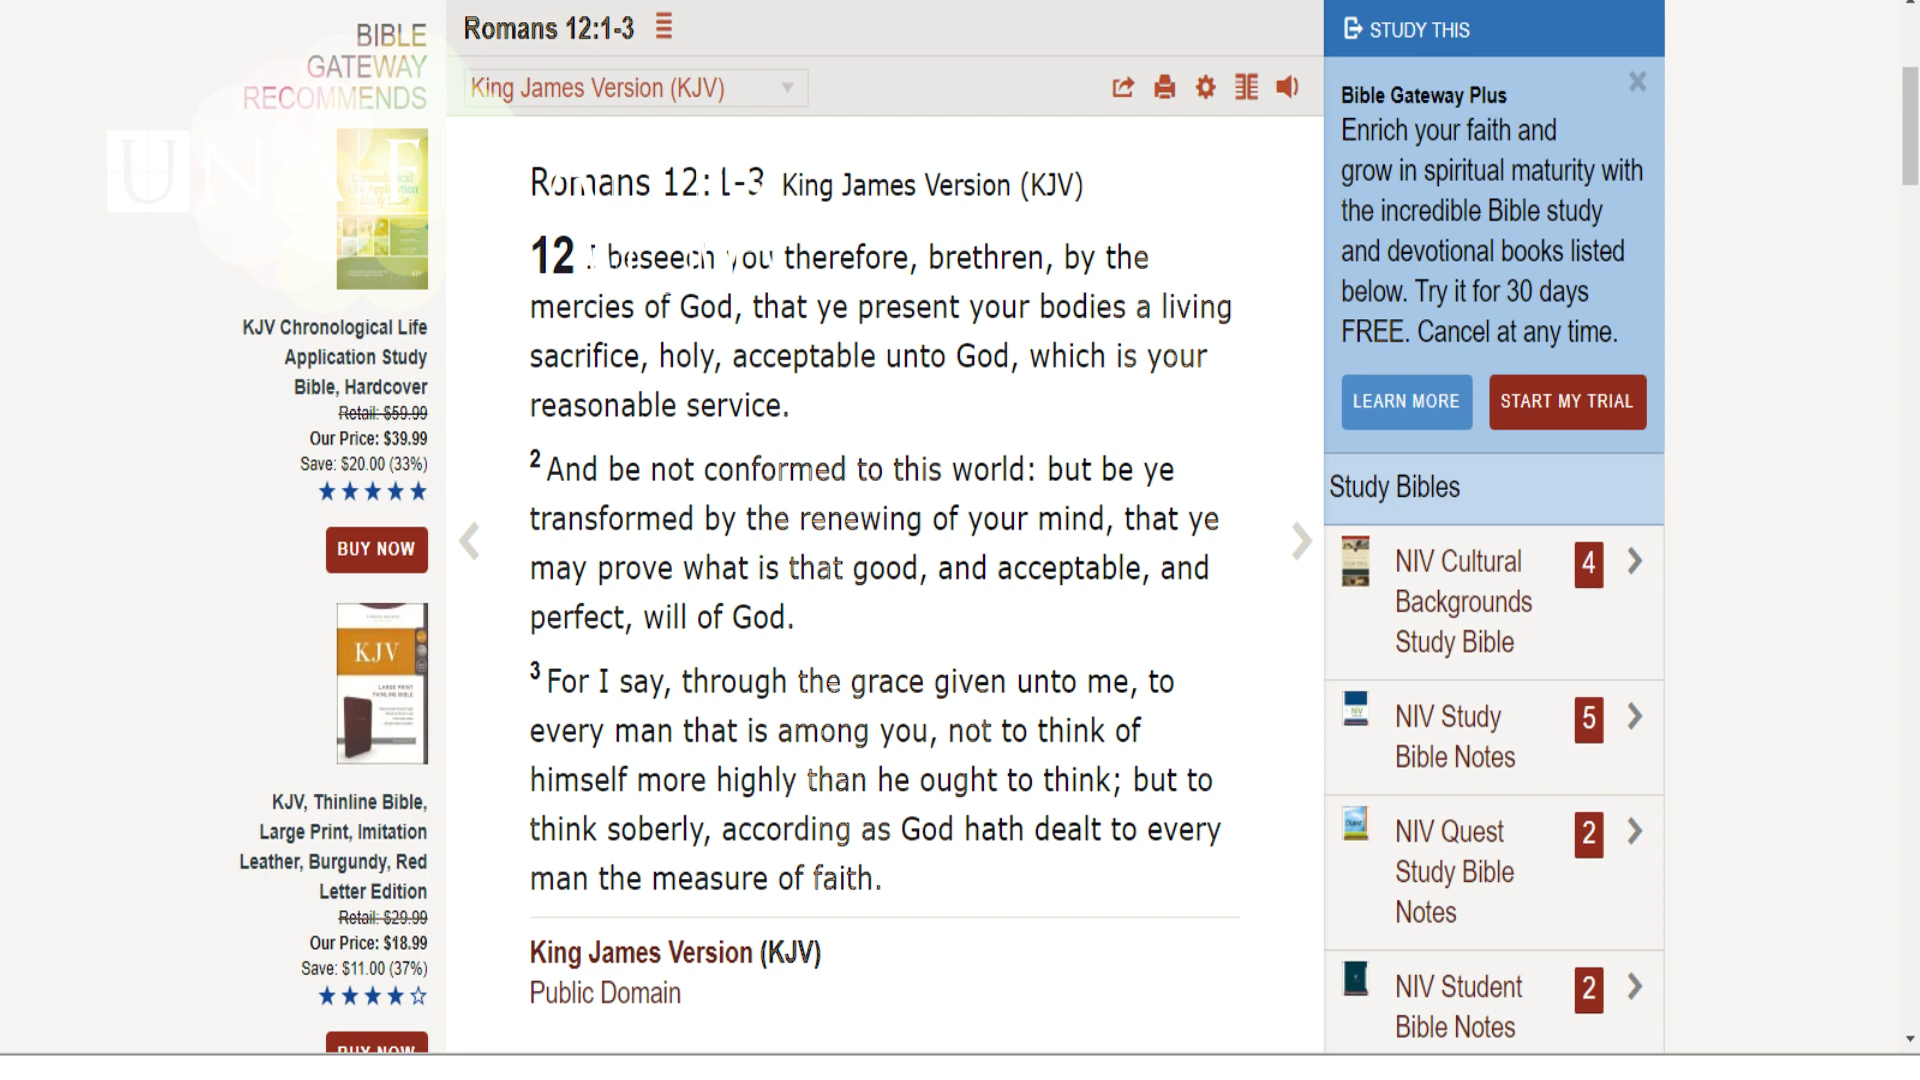 BIBLE
GATEWAY
RECOMMENDS
KJV Chronological Life
Application Study
Bible, Hardcover
Retail: $59.99
Our Price: $39.99
Save: $20.00 (33%)
BUY NOW
KJV
LARGE PRINT
THINLINE BIBLE
KJV, Thinline Bible,
Large Print, Imitation
Leather, Burgundy, Red
Letter Edition
Retail: $29.99
Our Price: $18.99
Save: $11.00 (37%)
BUY NOW
Romans 12:1-3
King James Version (KJV)
Romans 12:1-3 King James Version (KJV)
12 I beseech you therefore, brethren, by the
mercies of God, that ye present your bodies a living
sacrifice, holy, acceptable unto God, which is your
reasonable service.
2 And be not conformed to this world: but be ye
transformed by the renewing of your mind, that ye
may prove what is that good, and acceptable, and
perfect, will of God.
3 For I say, through the grace given unto me, to
every man that is among you, not to think of
himself more highly than he ought to think; but to
think soberly, according as God hath dealt to every
man the measure of faith.
King James Version (KJV)
Public Domain
STUDY THIS
Bible Gateway Plus
Enrich your faith and
grow in spiritual maturity with
the incredible Bible study
and devotional books listed
below. Try it for 30 days
FREE. Cancel at any time.
LEARN MORE START MY TRIAL
Study Bibles
NIV Cultural 4
Backgrounds
Study Bible
NIV Study 5
Bible Notes
NIV Quest 2
Study Bible
Notes
NIV Student 2
Bible Notes